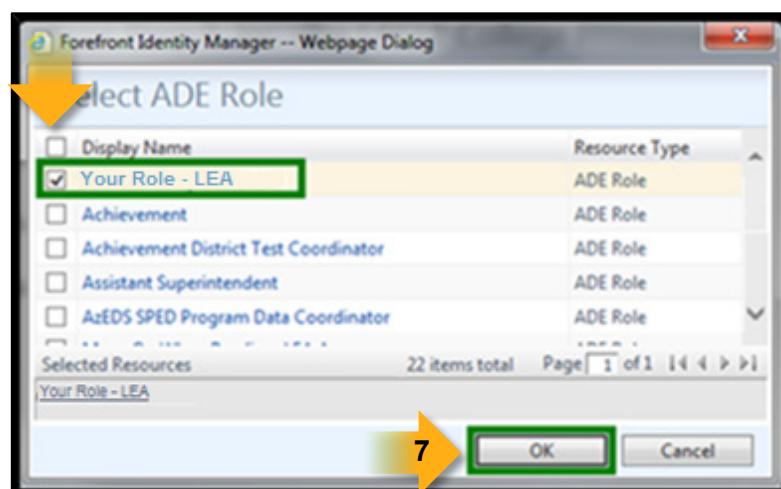 Forefront Identity Manager -- Webpage Dialog
elect ADE Role
Display Name Resource Type
Your Role - LEA ADE Role
Achievement ADE Role
Achievement District Test Coordinator ADE Role
Assistant Superintendent ADE Role
AzEDS SPED Program Data Coordinator ADE Role
Selected Resources 22 items total Page 1 of 1
Your Role - LEA
7 OK Cancel